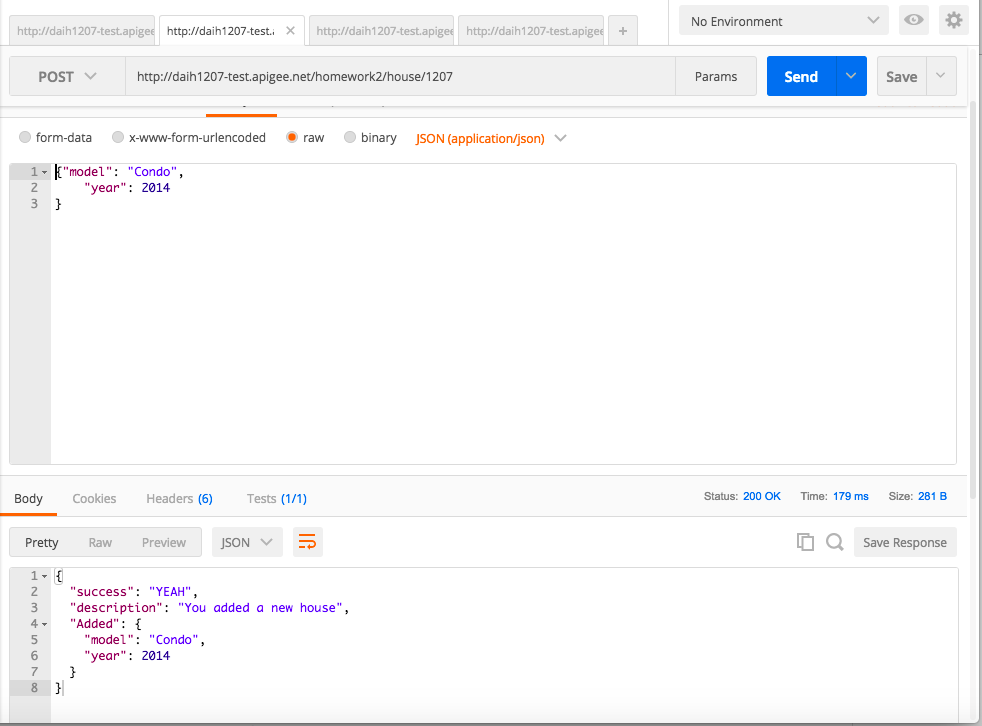 http://daih1207-test.apigee http://daih1207-test. http://daih1207-test.apigee http://daih1207-test.apigee + No Environment
POST http://daih1207-test.apigee.net/homework2/house/1207 Params Send Save
form-data x-www-form-urlencoded raw binary JSON (application/json)
1 {"model": "Condo",
2 "year": 2014
3 }
Body Cookies Headers (6) Tests (1/1) Status: 200 OK Time: 179 ms Size: 281 B
Pretty Raw Preview JSON Save Response
1 {
2 "success": "YEAH",
3 "description": "You added a new house",
4 "Added": {
5 "model": "Condo",
6 "year": 2014
7 }
8 }